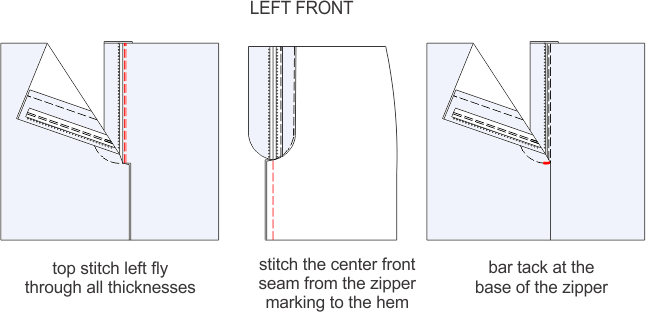 LEFT FRONT
top stitch left fly
through all thicknesses
stitch the center front
seam from the zipper
marking to the hem
bar tack at the
base of the zipper